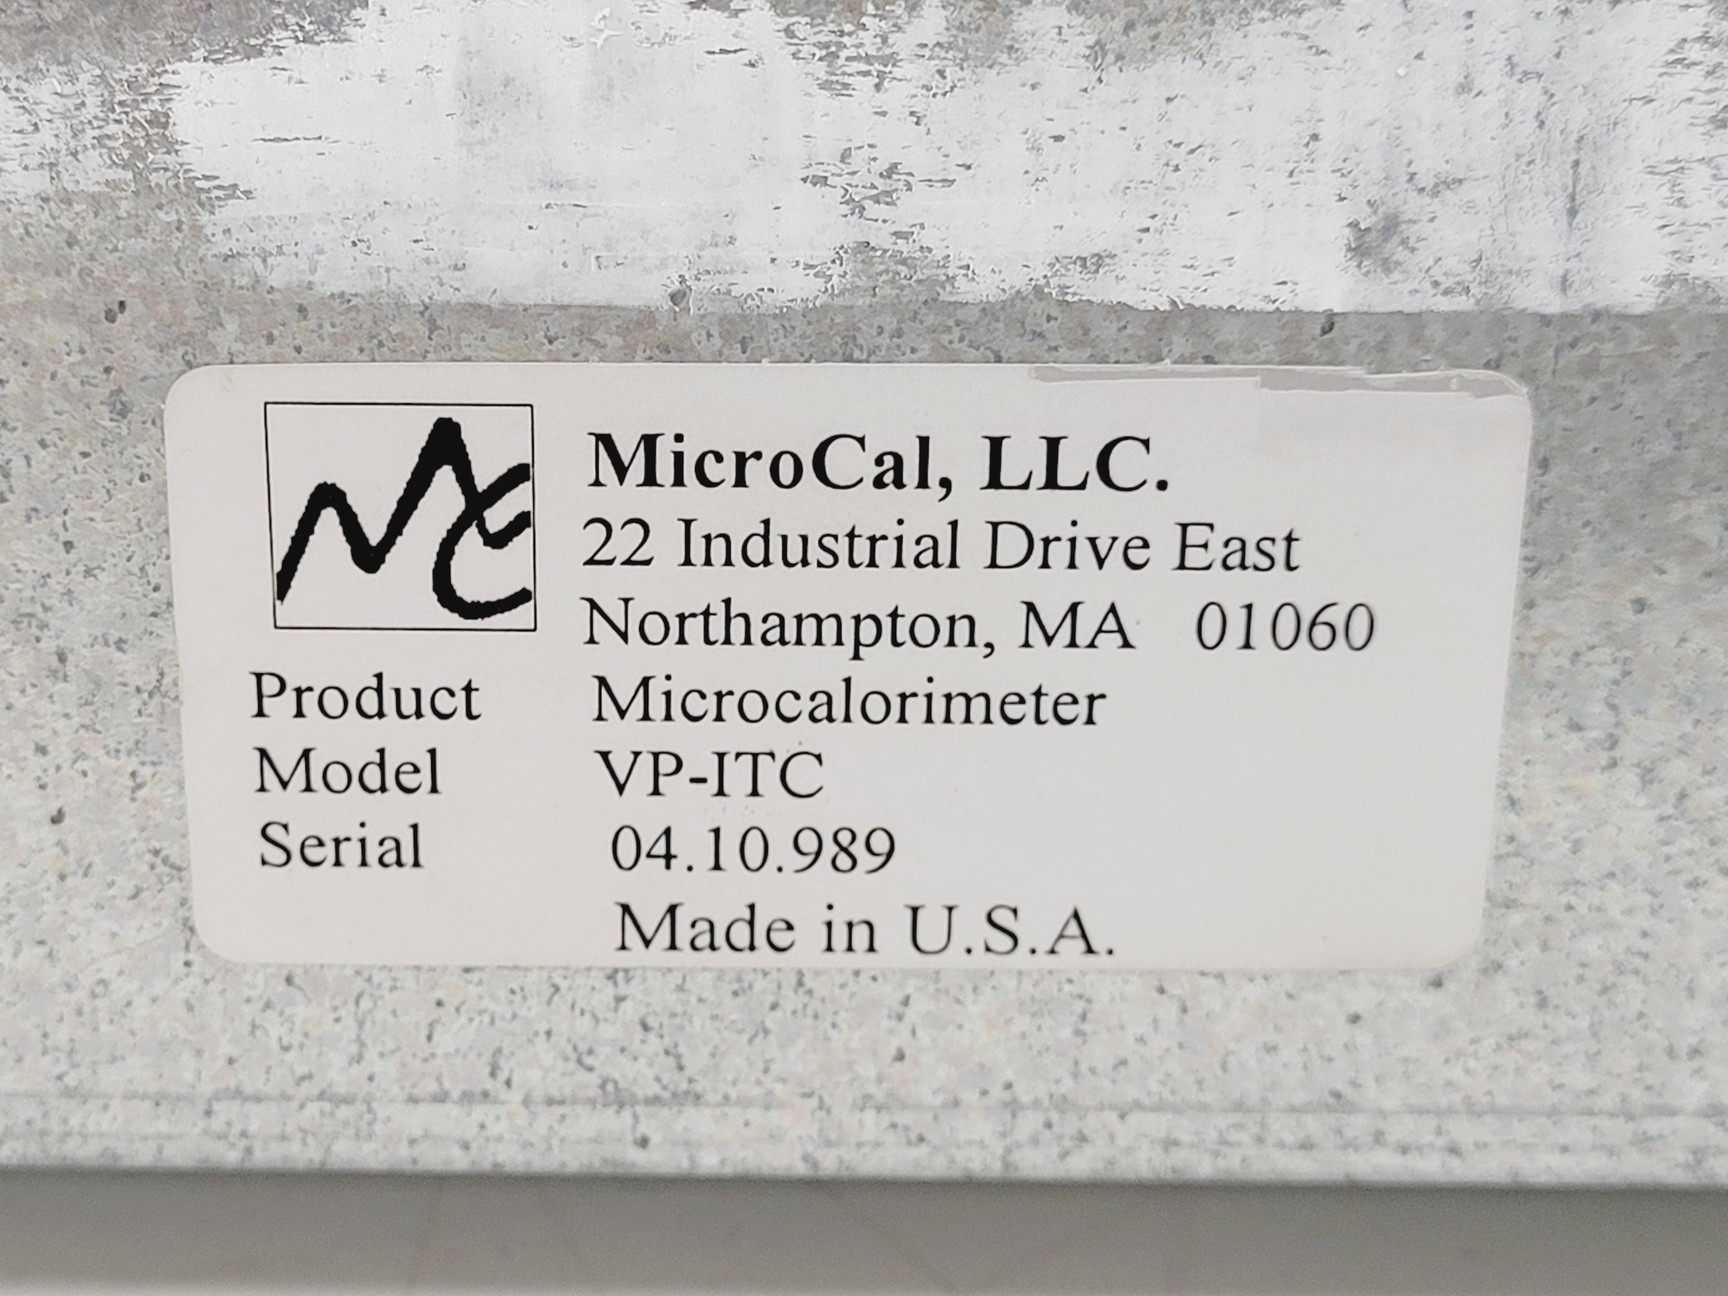 MC
MicroCal, LLC.
22 Industrial Drive East
Northampton, MA 01060
Product Microcalorimeter
Model VP-ITC
Serial 04.10.989
Made in U.S.A.